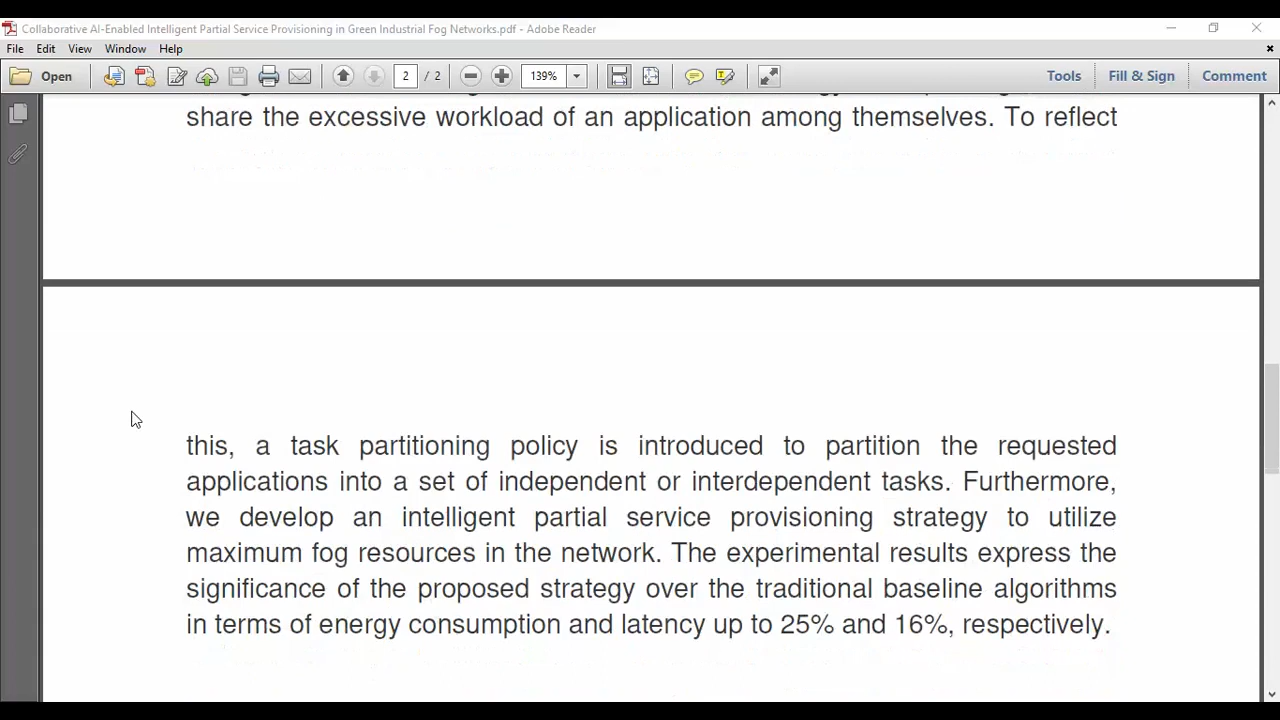 Collaborative AI-Enabled Intelligent Partial Service Provisioning in Green Industrial Fog Networks.pdf - Adobe Reader
File Edit View Window Help
Open 2 / 2 139% Tools Fill & Sign Comment
share the excessive workload of an application among themselves. To reflect
this, a task partitioning policy is introduced to partition the requested
applications into a set of independent or interdependent tasks. Furthermore,
we develop an intelligent partial service provisioning strategy to utilize
maximum fog resources in the network. The experimental results express the
significance of the proposed strategy over the traditional baseline algorithms
in terms of energy consumption and latency up to 25% and 16%, respectively.